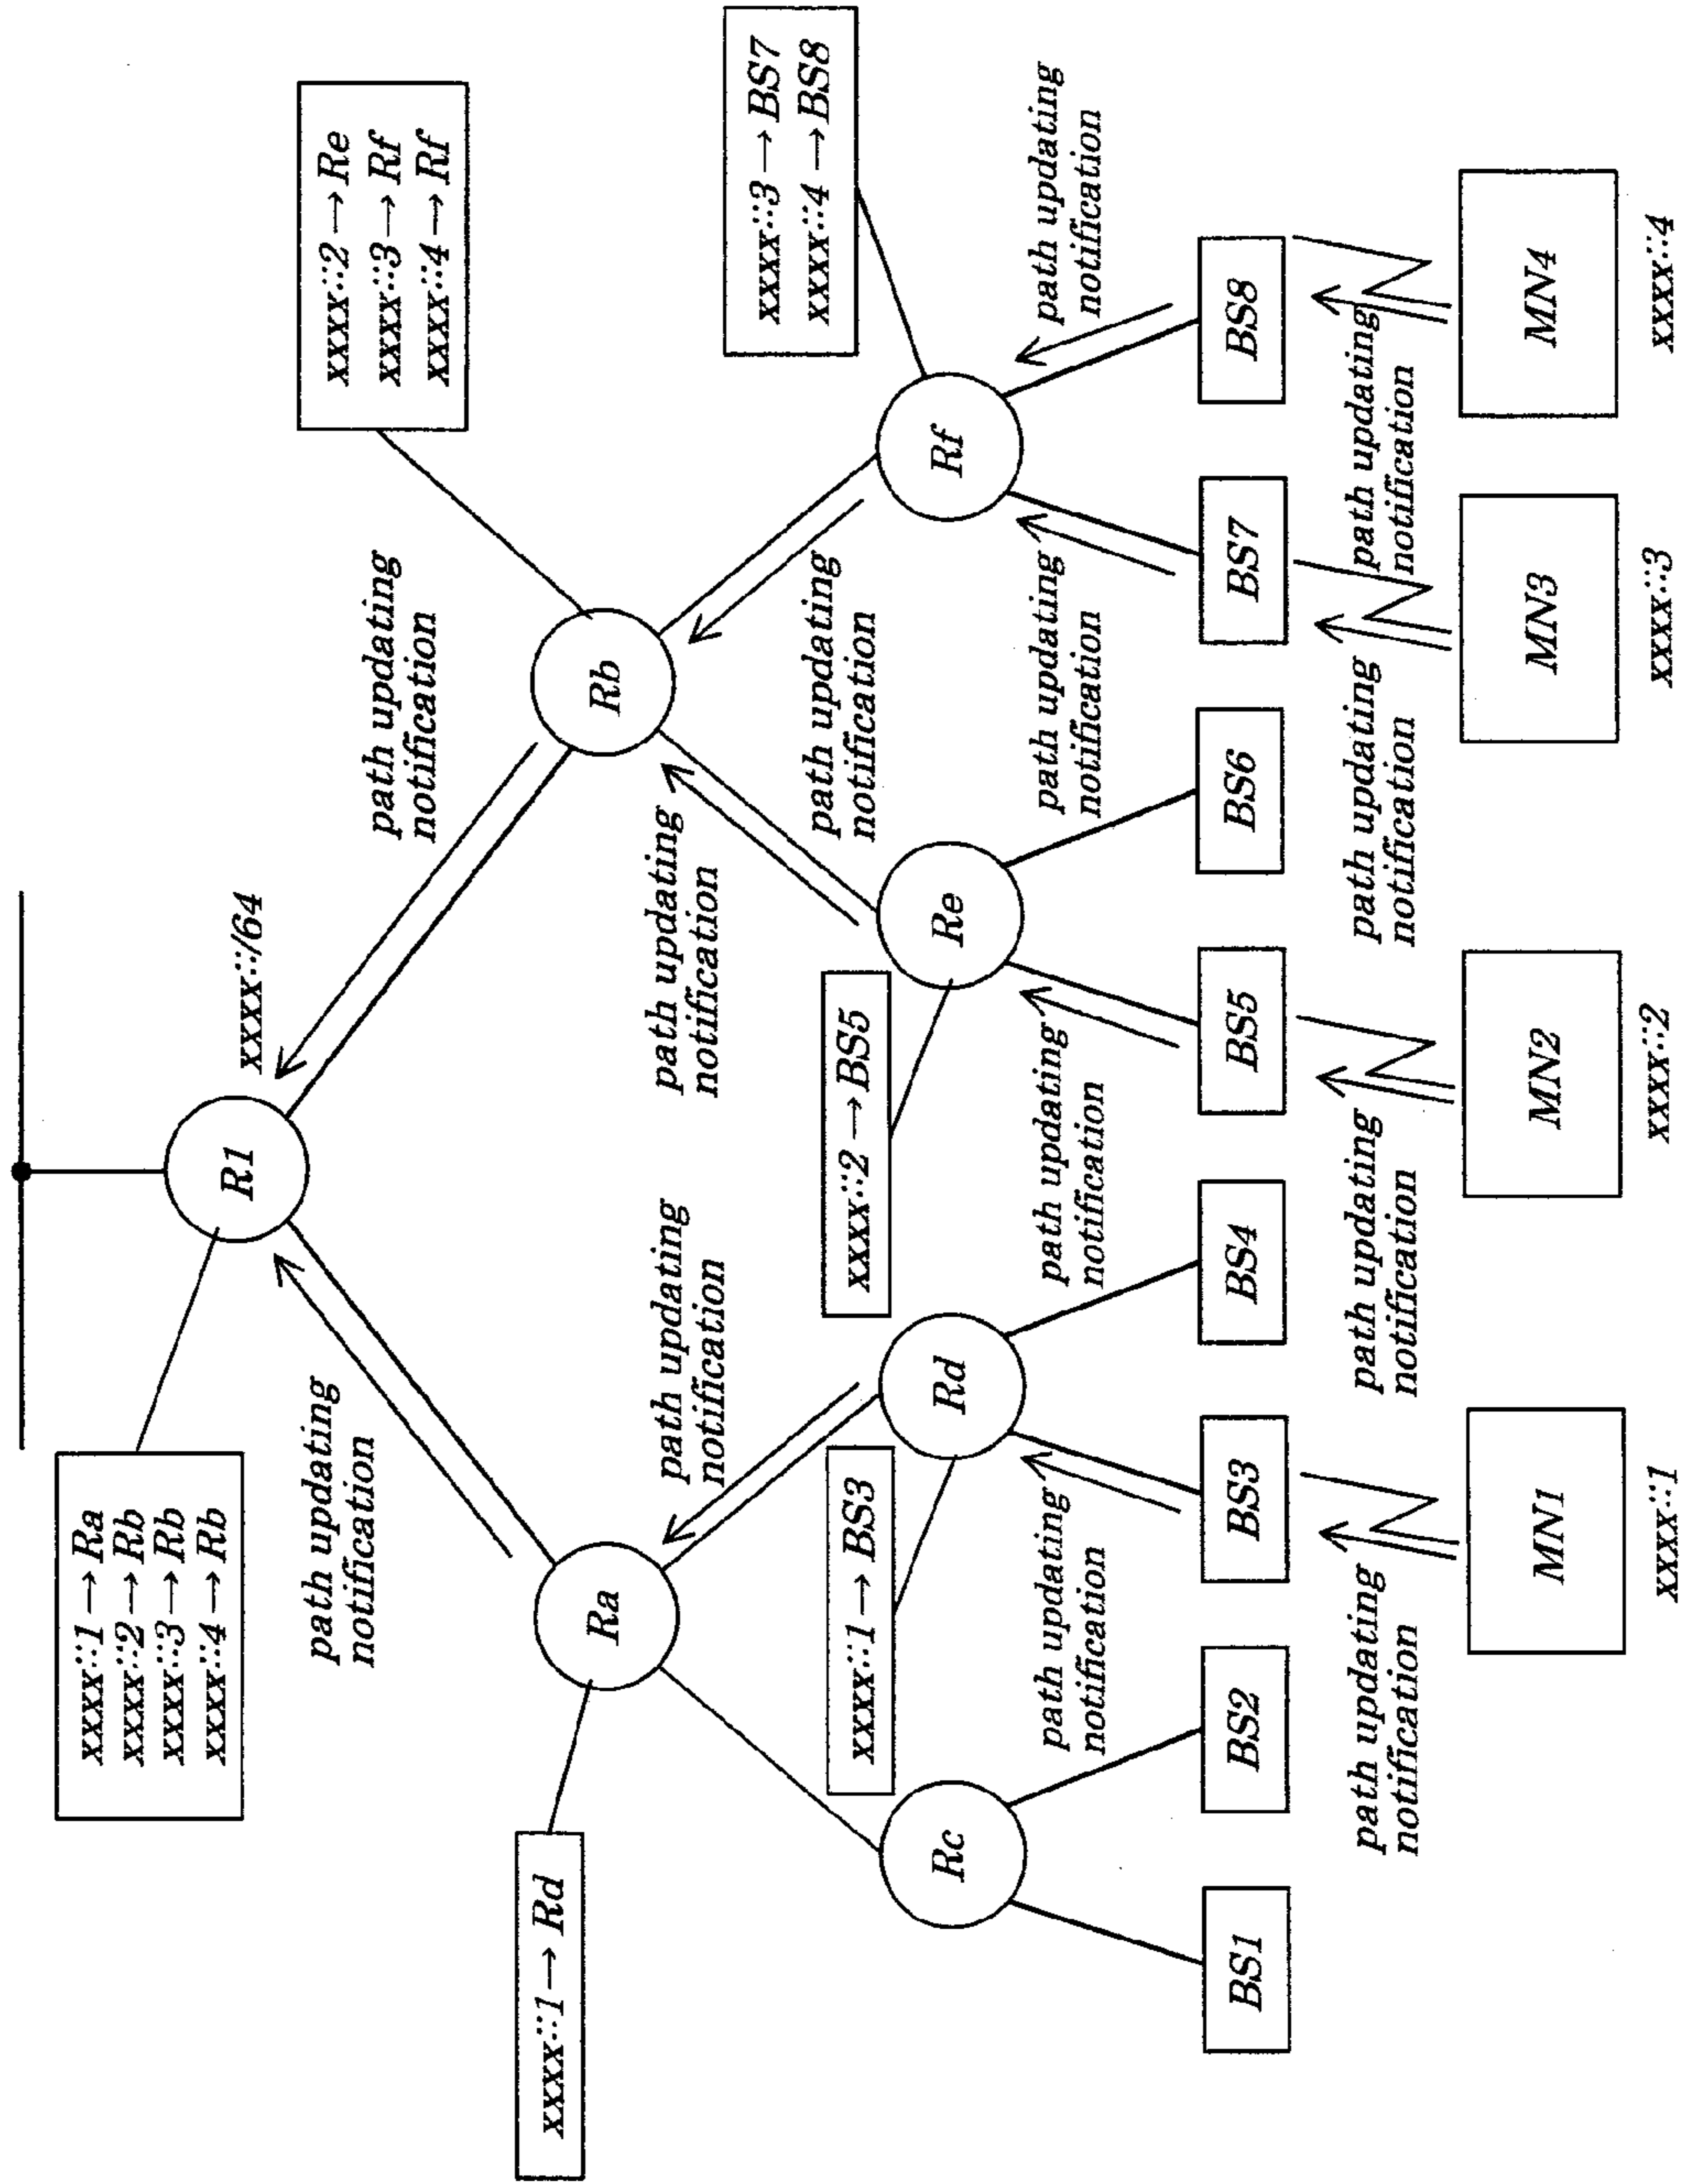 xxxx::1→Ra
xxxx::2→Rb
xxxx::3→Rb
xxxx::4→Rb
R1
xxxx::/64
path updating
notification
path updating
notification
xxxx::2→Re
xxxx::3→Rf
xxxx::4→Rf
xxxx::1→Rd
Ra
Rb
path updating
notification
path updating
notification
path updating
notification
xxxx::3→BS7
xxxx::4→BS8
xxxx::1→BS3
xxxx::2→BS5
Rc
Rd
Re
Rf
path updating
notification
path updating
notification
path updating
notification
path updating
notification
BS1
BS2
BS3
BS4
BS5
BS6
BS7
BS8
path updating
notification
path updating
notification
path updating
notification
path updating
notification
MN1
MN2
MN3
MN4
xxxx::1
xxxx::2
xxxx::3
xxxx::4